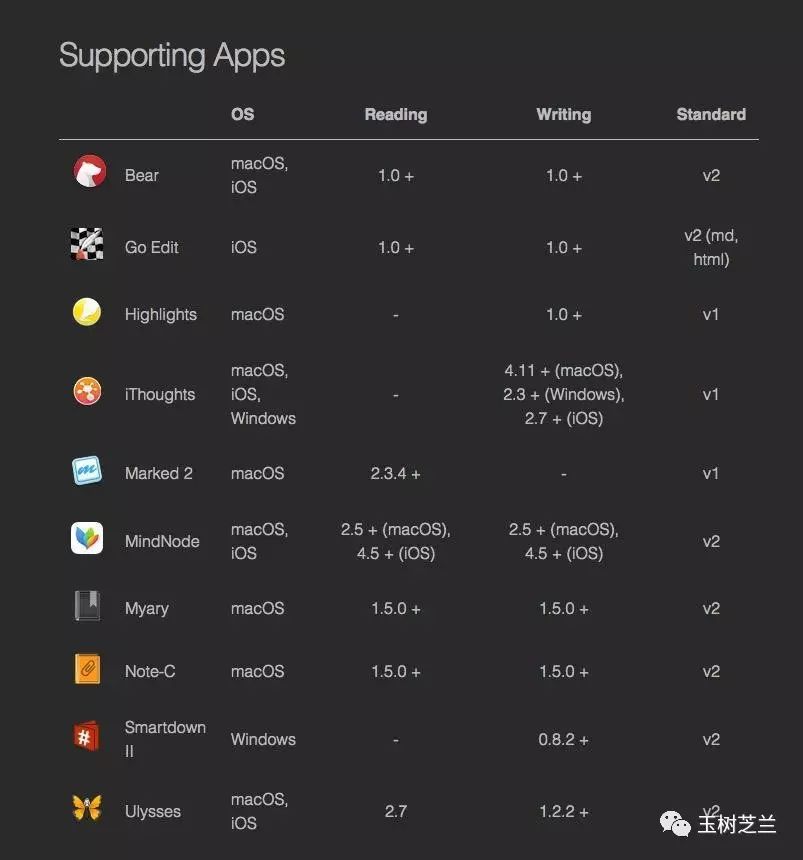 Supporting Apps
OS Reading Writing Standard
Bear macOS, iOS 1.0 + 1.0 + v2
Go Edit iOS 1.0 + 1.0 + v2 (md, html)
Highlights macOS - 1.0 + v1
iThoughts macOS, iOS, Windows - 4.11 + (macOS), 2.3 + (Windows), 2.7 + (iOS) v1
Marked 2 macOS 2.3.4 + - v1
MindNode macOS, iOS 2.5 + (macOS), 4.5 + (iOS) 2.5 + (macOS), 4.5 + (iOS) v2
Myary macOS 1.5.0 + 1.5.0 + v2
Note-C macOS 1.5.0 + 1.5.0 + v2
Smartdown II Windows - 0.8.2 + v2
Ulysses macOS, iOS 2.7 1.2.2 + v2
玉树芝兰